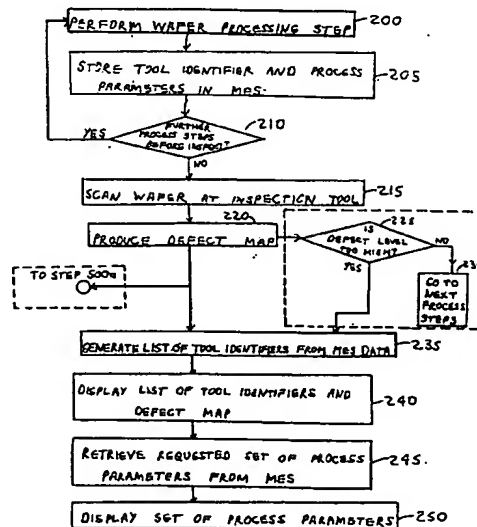 PERFORM WAFER PROCESSING STEP
200
STORE TOOL IDENTIFIER AND PROCESS
PARAMETERS IN MES.
205
FURTHER
PROCESS STEPS
BEFORE INSPECT?
210
YES
NO
SCAN WAFER AT INSPECTION TOOL
215
220
PRODUCE DEFECT MAP
IS
DEFECT LEVEL
TOO HIGH?
225
NO
YES
GO TO
NEXT
PROCESS
STEPS
TO STEP 500a
GENERATE LIST OF TOOL IDENTIFIERS FROM MES DATA
235
DISPLAY LIST OF TOOL IDENTIFIERS AND
DEFECT MAP
240
RETRIEVE REQUESTED SET OF PROCESS
PARAMETERS FROM MES
245.
DISPLAY SET OF PROCESS PARAMETERS
250